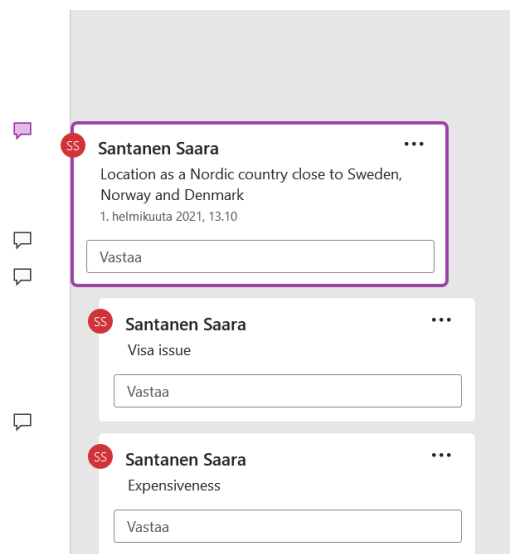 SS
Santanen Saara
Location as a Nordic country close to Sweden,
Norway and Denmark
1. helmikuuta 2021, 13.10
Vastaa
SS
Santanen Saara
Visa issue
Vastaa
SS
Santanen Saara
Expensiveness
Vastaa